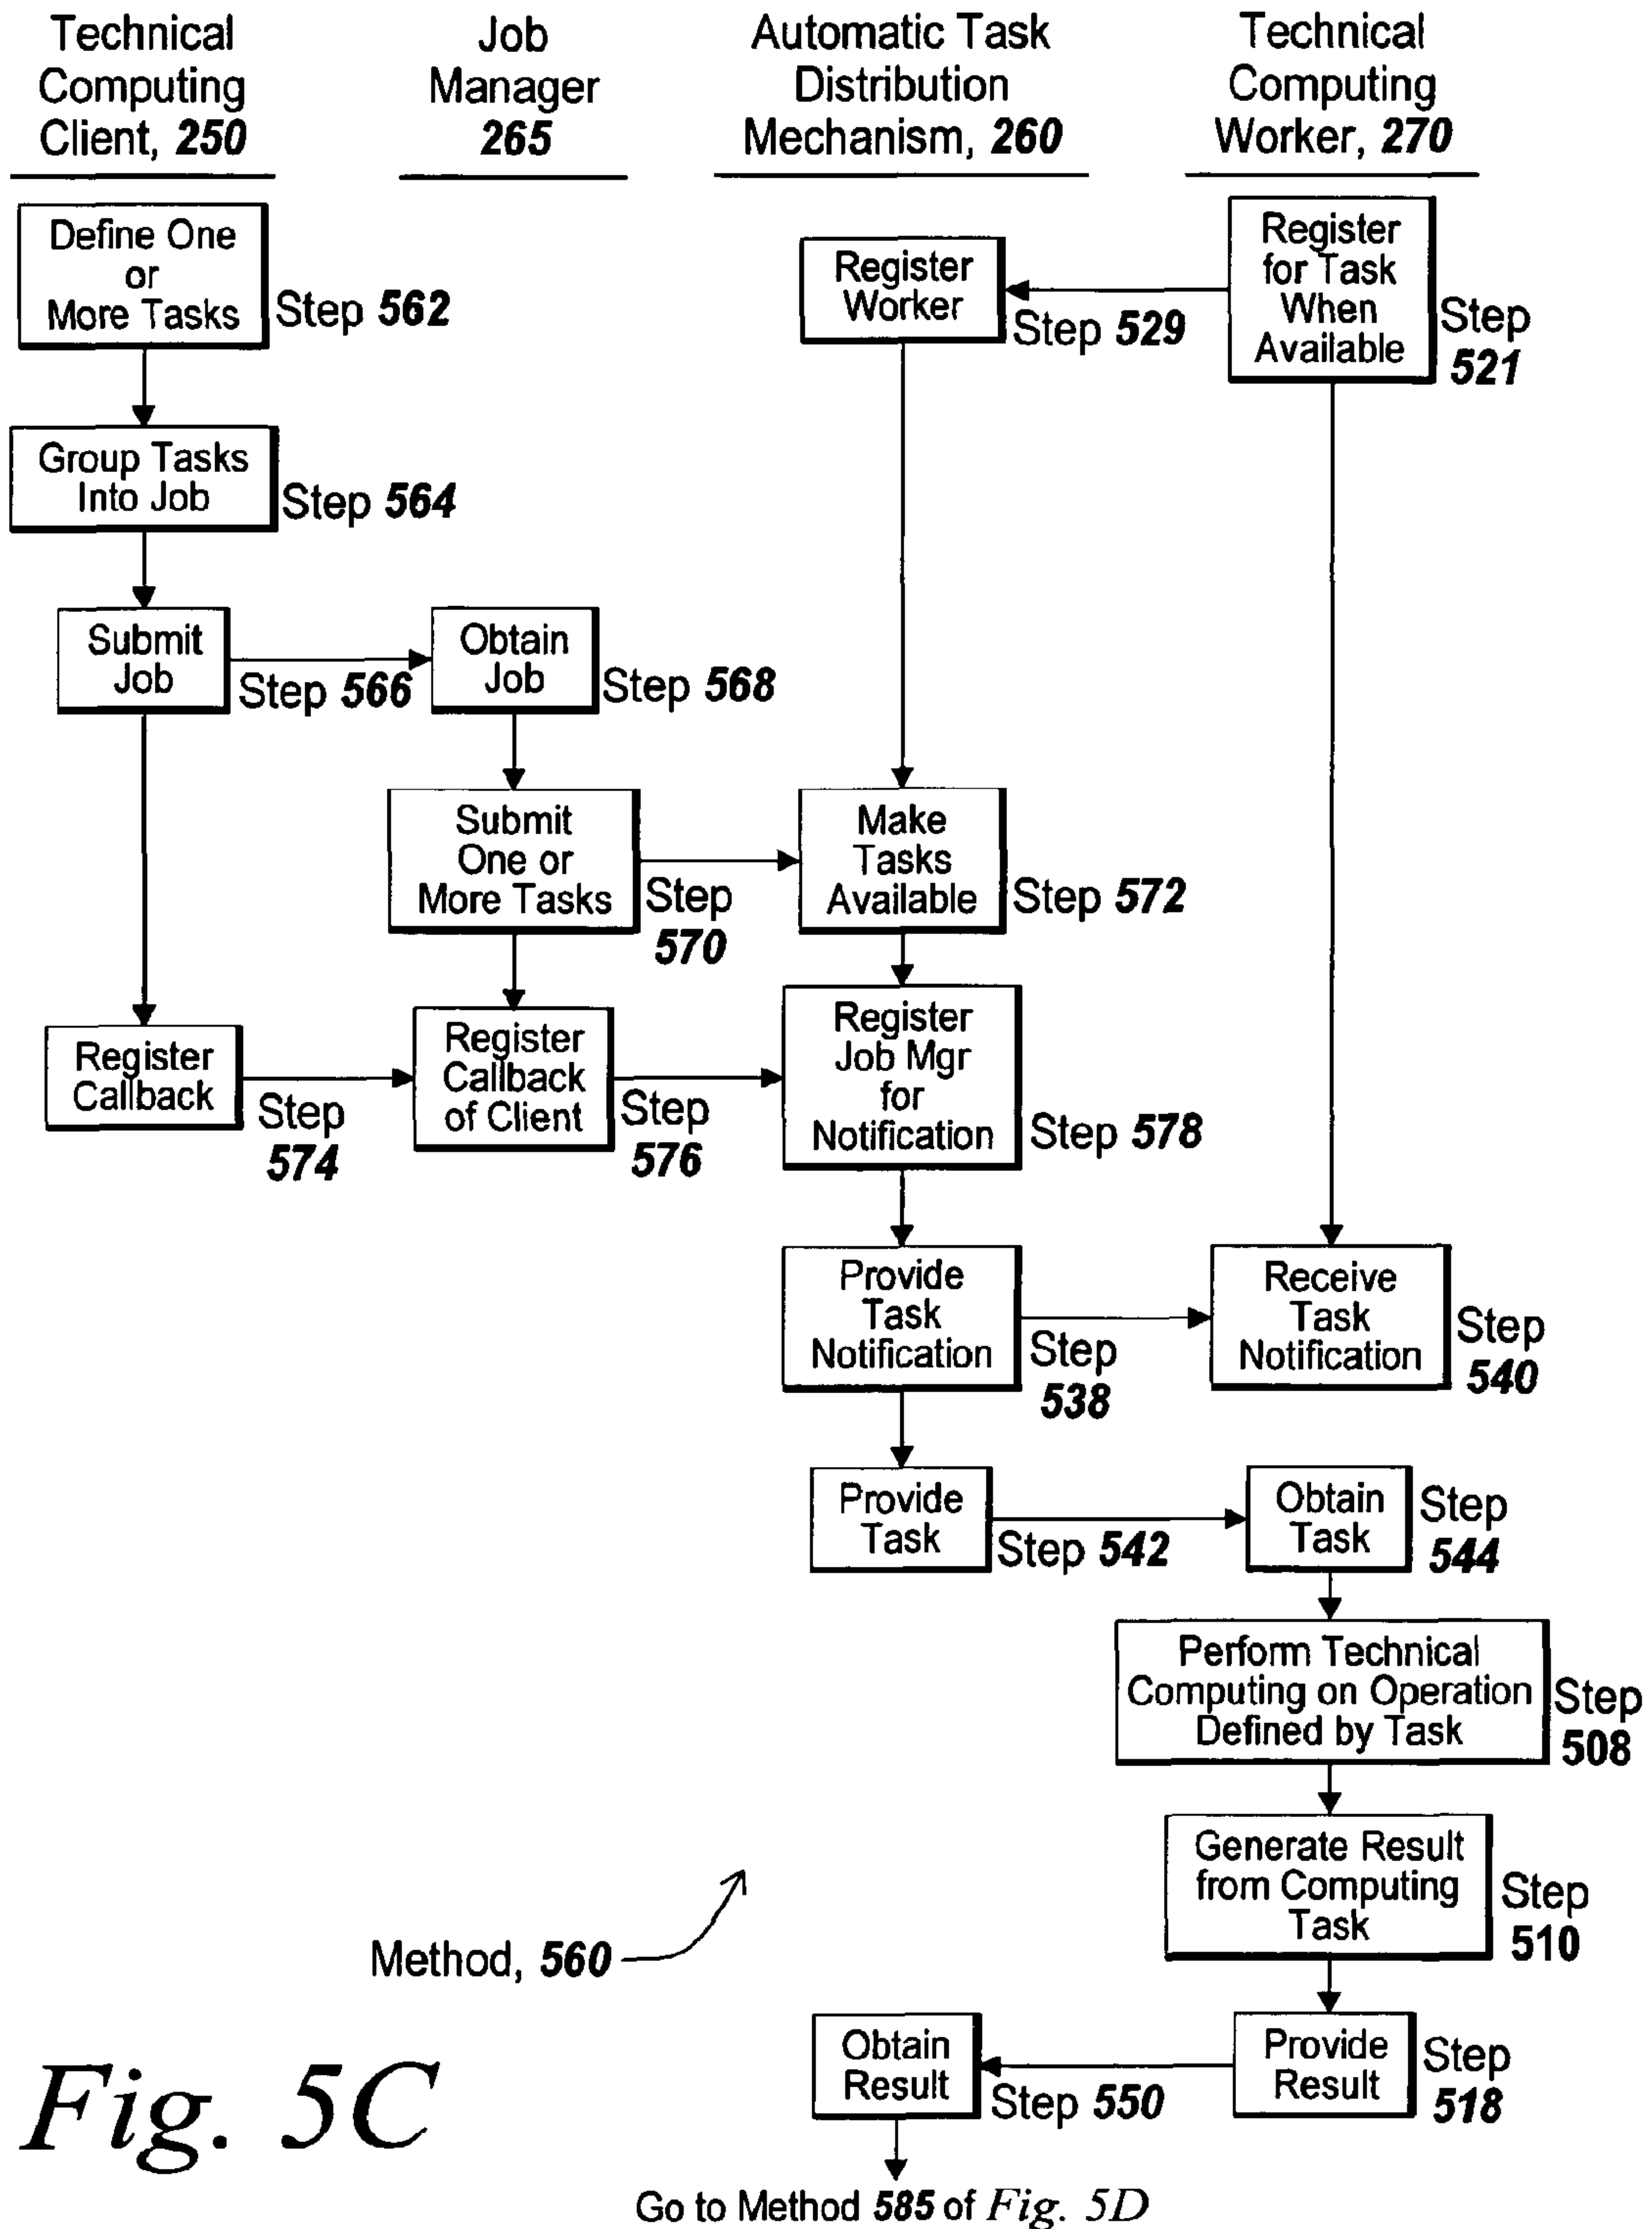 Technical
Computing
Client, 250
Job
Manager
265
Automatic Task
Distribution
Mechanism, 260
Technical
Computing
Worker, 270
Define One
or
More Tasks
Step 562
Register
Worker
Step 529
Register
for Task
When
Available
Step
521
Group Tasks
Into Job
Step 564
Submit
Job
Step 566
Obtain
Job
Step 568
Submit
One or
More Tasks
Step
570
Make
Tasks
Available
Step 572
Register
Callback
Step
574
Register
Callback
of Client
Step
576
Register
Job Mgr
for
Notification
Step 578
Provide
Task
Notification
Step
538
Receive
Task
Notification
Step
540
Provide
Task
Step 542
Obtain
Task
Step
544
Perform Technical
Computing on Operation
Defined by Task
Step
508
Generate Result
from Computing
Task
Step
510
Method, 560
Obtain
Result
Step 550
Provide
Result
Step
518
Fig. 5C
Go to Method 585 of Fig. 5D